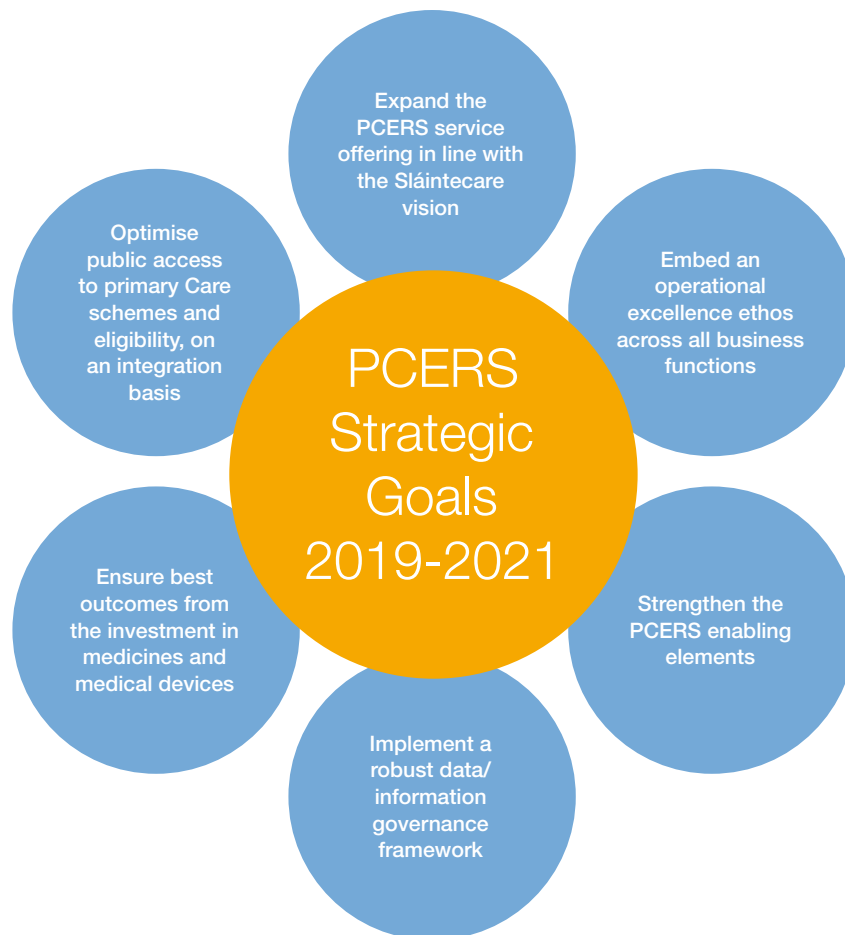 Expand the
PCERS service
offering in line with
the Sláintecare
vision
Optimise
public access
to primary Care
schemes and
eligibility, on
an integration
basis
Embed an
operational
excellence ethos
across all business
functions
PCERS
Strategic
Goals
2019-2021
Ensure best
outcomes from
the investment in
medicines and
medical devices
Strengthen the
PCERS enabling
elements
Implement a
robust data/
information
governance
framework